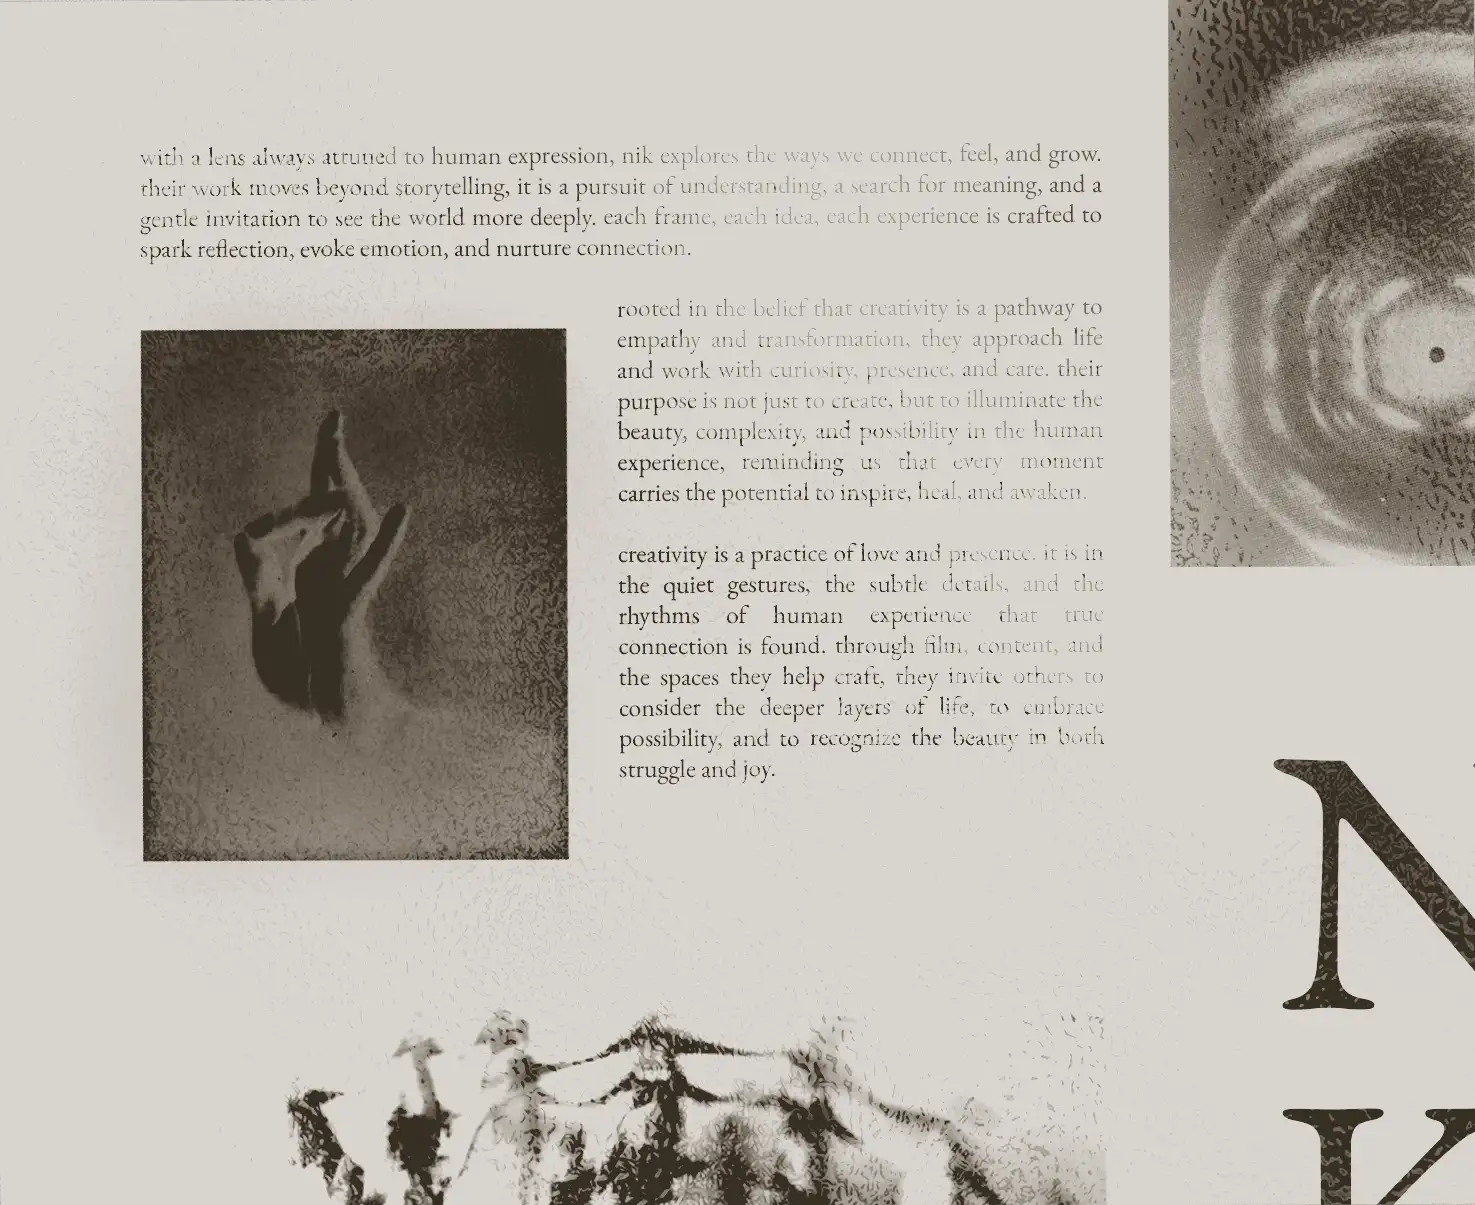 with a lens always attuned to human expression, nik explores the ways we connect, feel, and grow.
their work moves beyond storytelling, it is a pursuit of understanding, a search for meaning, and a
gentle invitation to see the world more deeply. each frame, each idea, each experience is crafted to
spark reflection, evoke emotion, and nurture connection.
rooted in the belief that creativity is a pathway to
empathy and transformation, they approach life
and work with curiosity, presence, and care. their
purpose is not just to create, but to illuminate the
beauty, complexity, and possibility in the human
experience, reminding us that every moment
carries the potential to inspire, heal, and awaken.
creativity is a practice of love and presence. it is in
the quiet gestures, the subtle details, and the
rhythms of human experience that true
connection is found. through film, content, and
the spaces they help craft, they invite others to
consider the deeper layers of life, to embrace
possibility, and to recognize the beauty in both
struggle and joy.
N
K